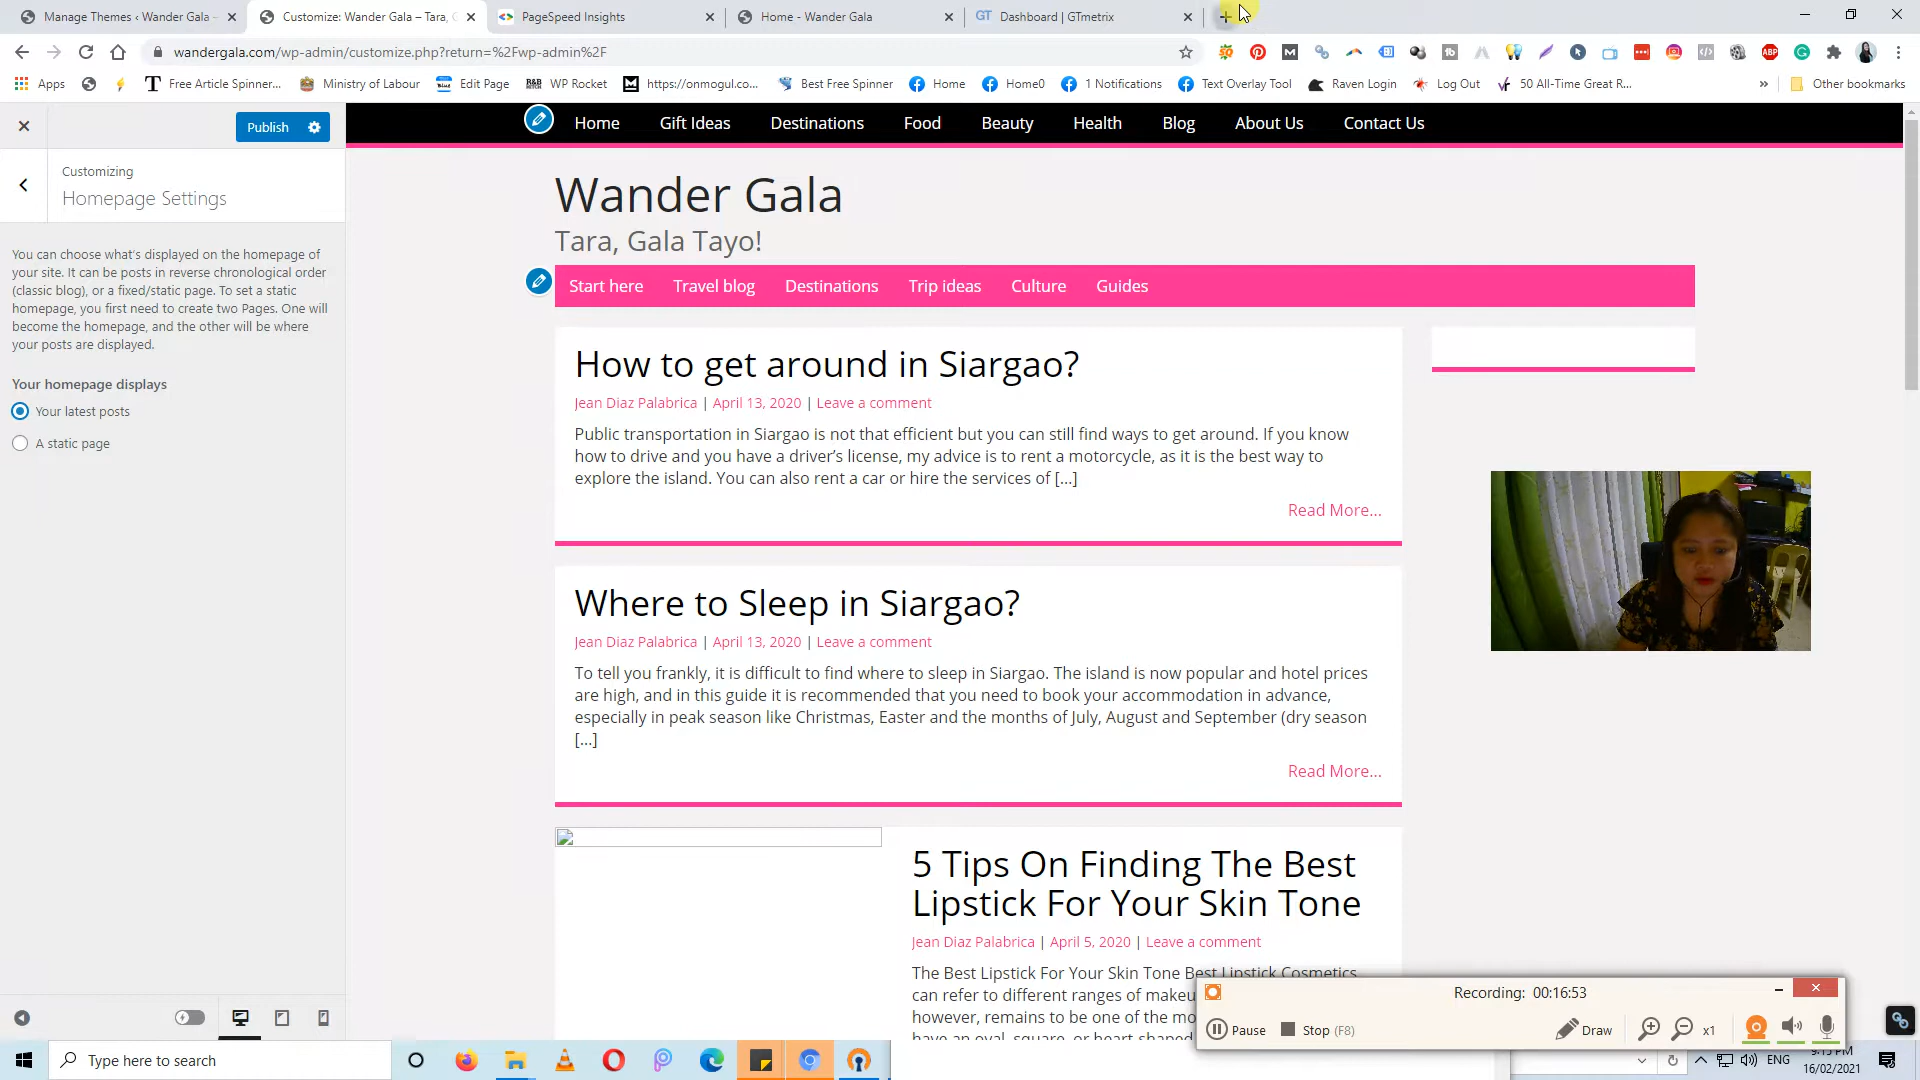 Manage Themes ‹ Wander Gala –
Customize: Wander Gala – Tara, G
PageSpeed Insights
Home - Wander Gala
GT Dashboard | GTmetrix
wandergala.com/wp-admin/customize.php?return=%2Fwp-admin%2F
Apps
Free Article Spinner...
Ministry of Labour
Edit Page
WP Rocket
https://onmogul.co...
Best Free Spinner
Home
Home0
1 Notifications
Text Overlay Tool
Raven Login
Log Out
50 All-Time Great R...
»
Other bookmarks
Publish
Customizing
Homepage Settings
You can choose what's displayed on the homepage of
your site. It can be posts in reverse chronological order
(classic blog), or a fixed/static page. To set a static
homepage, you first need to create two Pages. One will
become the homepage, and the other will be where
your posts are displayed.
Your homepage displays
Your latest posts
A static page
Home Gift Ideas Destinations Food Beauty Health Blog About Us Contact Us
Wander Gala
Tara, Gala Tayo!
Start here Travel blog Destinations Trip ideas Culture Guides
How to get around in Siargao?
Jean Diaz Palabrica | April 13, 2020 | Leave a comment
Public transportation in Siargao is not that efficient but you can still find ways to get around. If you know
how to drive and you have a driver's license, my advice is to rent a motorcycle, as it is the best way to
explore the island. You can also rent a car or hire the services of [...]
Read More...
Where to Sleep in Siargao?
Jean Diaz Palabrica | April 13, 2020 | Leave a comment
To tell you frankly, it is difficult to find where to sleep in Siargao. The island is now popular and hotel prices
are high, and in this guide it is recommended that you need to book your accommodation in advance,
especially in peak season like Christmas, Easter and the months of July, August and September (dry season
[...]
Read More...
5 Tips On Finding The Best
Lipstick For Your Skin Tone
Jean Diaz Palabrica | April 5, 2020 | Leave a comment
The Best Lipstick For Your Skin Tone Best Lipstick Cosmetics
can refer to different ranges of makeu
however, remains to be one of the mo
have an oval, square, or heart shaped
Recording: 00:16:53
Pause
Stop (F8)
Draw
x1
Type here to search
ENG
9:15 PM
16/02/2021